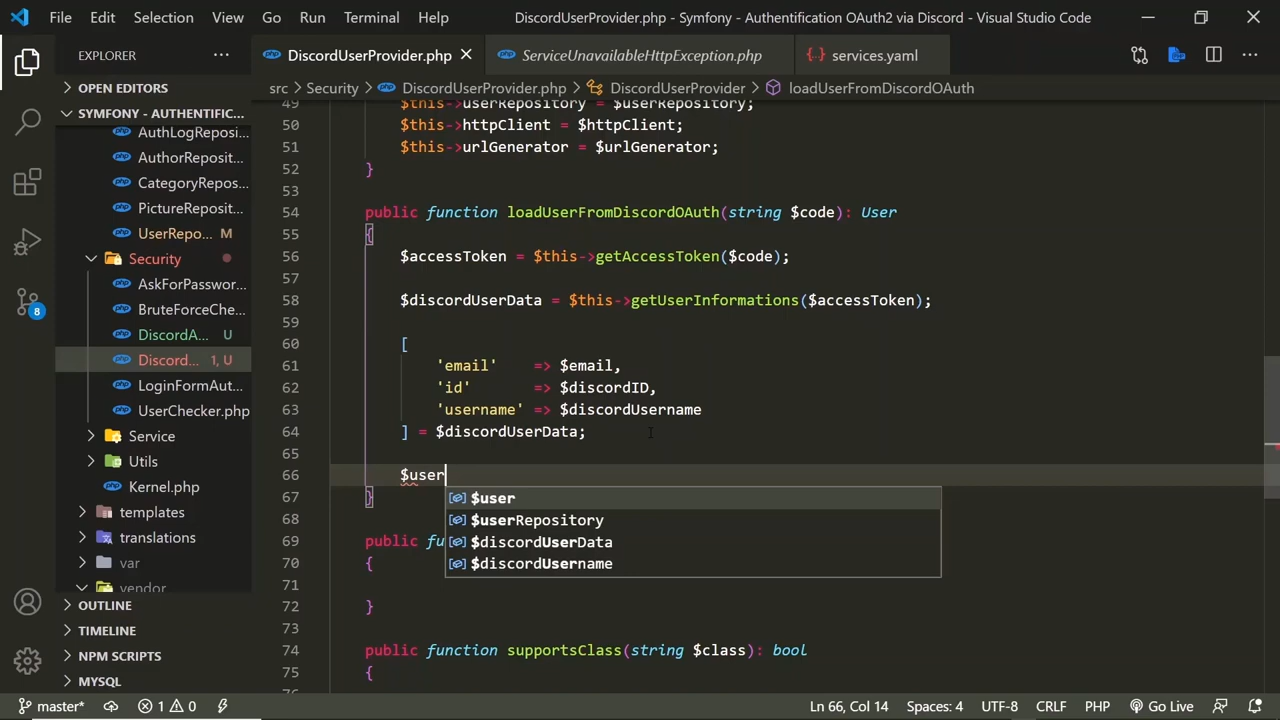 File Edit Selection View Go Run Terminal Help DiscordUserProvider.php - Symfony - Authentification OAuth2 via Discord - Visual Studio Code
EXPLORER
OPEN EDITORS
SYMFONY - AUTHENTIFIC...
AuthLogReposi...
AuthorReposit...
CategoryRepos...
PictureReposit...
UserRepo... M
Security
AskForPasswor...
BruteForceChe...
DiscordA... U
Discord... 1, U
LoginFormAut...
UserChecker.php
Service
Utils
Kernel.php
templates
translations
var
vendor
OUTLINE
TIMELINE
NPM SCRIPTS
MYSQL
DiscordUserProvider.php ServiceUnavailableHttpException.php services.yaml
src > Security > DiscordUserProvider.php > DiscordUserProvider > loadUserFromDiscordOAuth
49 $this->userRepository = $userRepository;
50 $this->httpClient = $httpClient;
51 $this->urlGenerator = $urlGenerator;
52 }
53
54 public function loadUserFromDiscordOAuth(string $code): User
55 {
56 $accessToken = $this->getAccessToken($code);
57
58 $discordUserData = $this->getUserInformations($accessToken);
59
60 [
61 'email' => $email,
62 'id' => $discordID,
63 'username' => $discordUsername
64 ] = $discordUserData;
65
66 $user
67 }
$user
$userRepository
$discordUserData
$discordUsername
68
69 public fu
70 {
71
72 }
73
74 public function supportsClass(string $class): bool
75 {
8
master* 1 0 Ln 66, Col 14 Spaces: 4 UTF-8 CRLF PHP Go Live